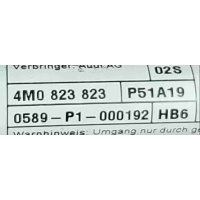 Verbringer: Audi AG
02S
4M0 823 823 P51A19
0589-P1-000192 HB6
Warnhinweis: Umgang nur durch ge